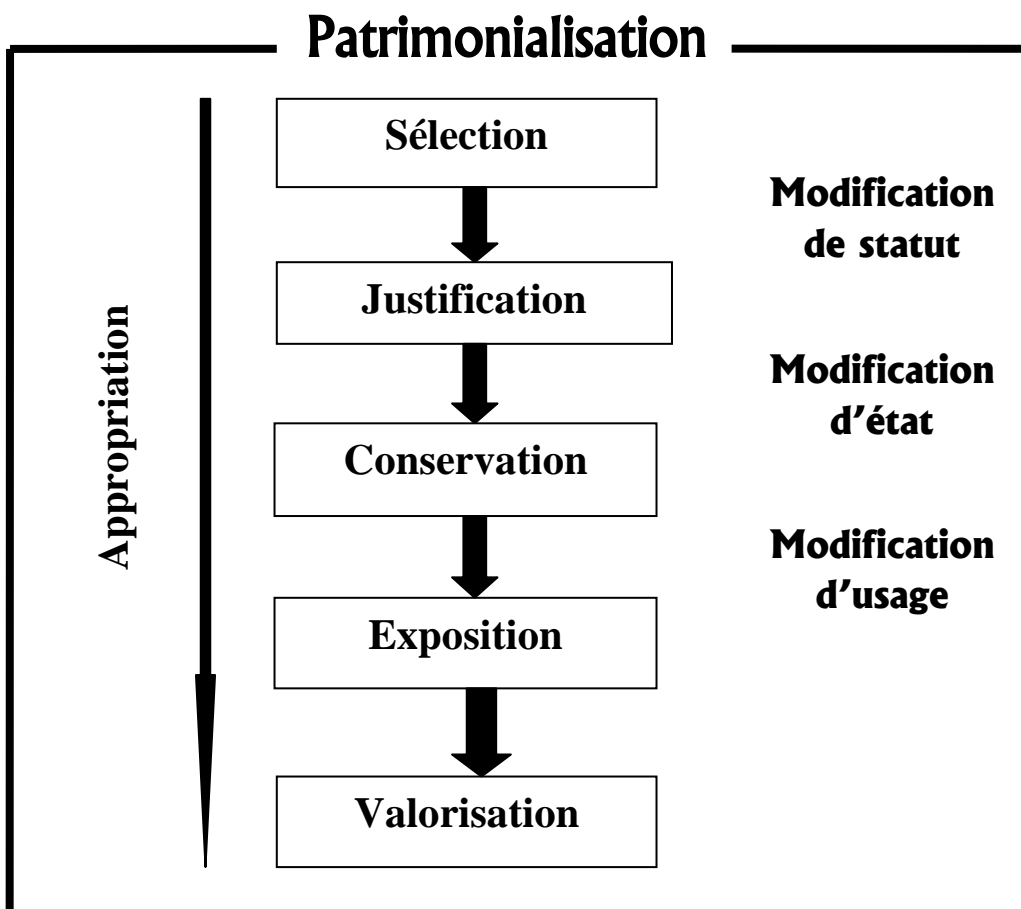 Patrimonialisation
Appropriation
Sélection
Justification
Conservation
Exposition
Valorisation
Modification
de statut
Modification
d'état
Modification
d'usage